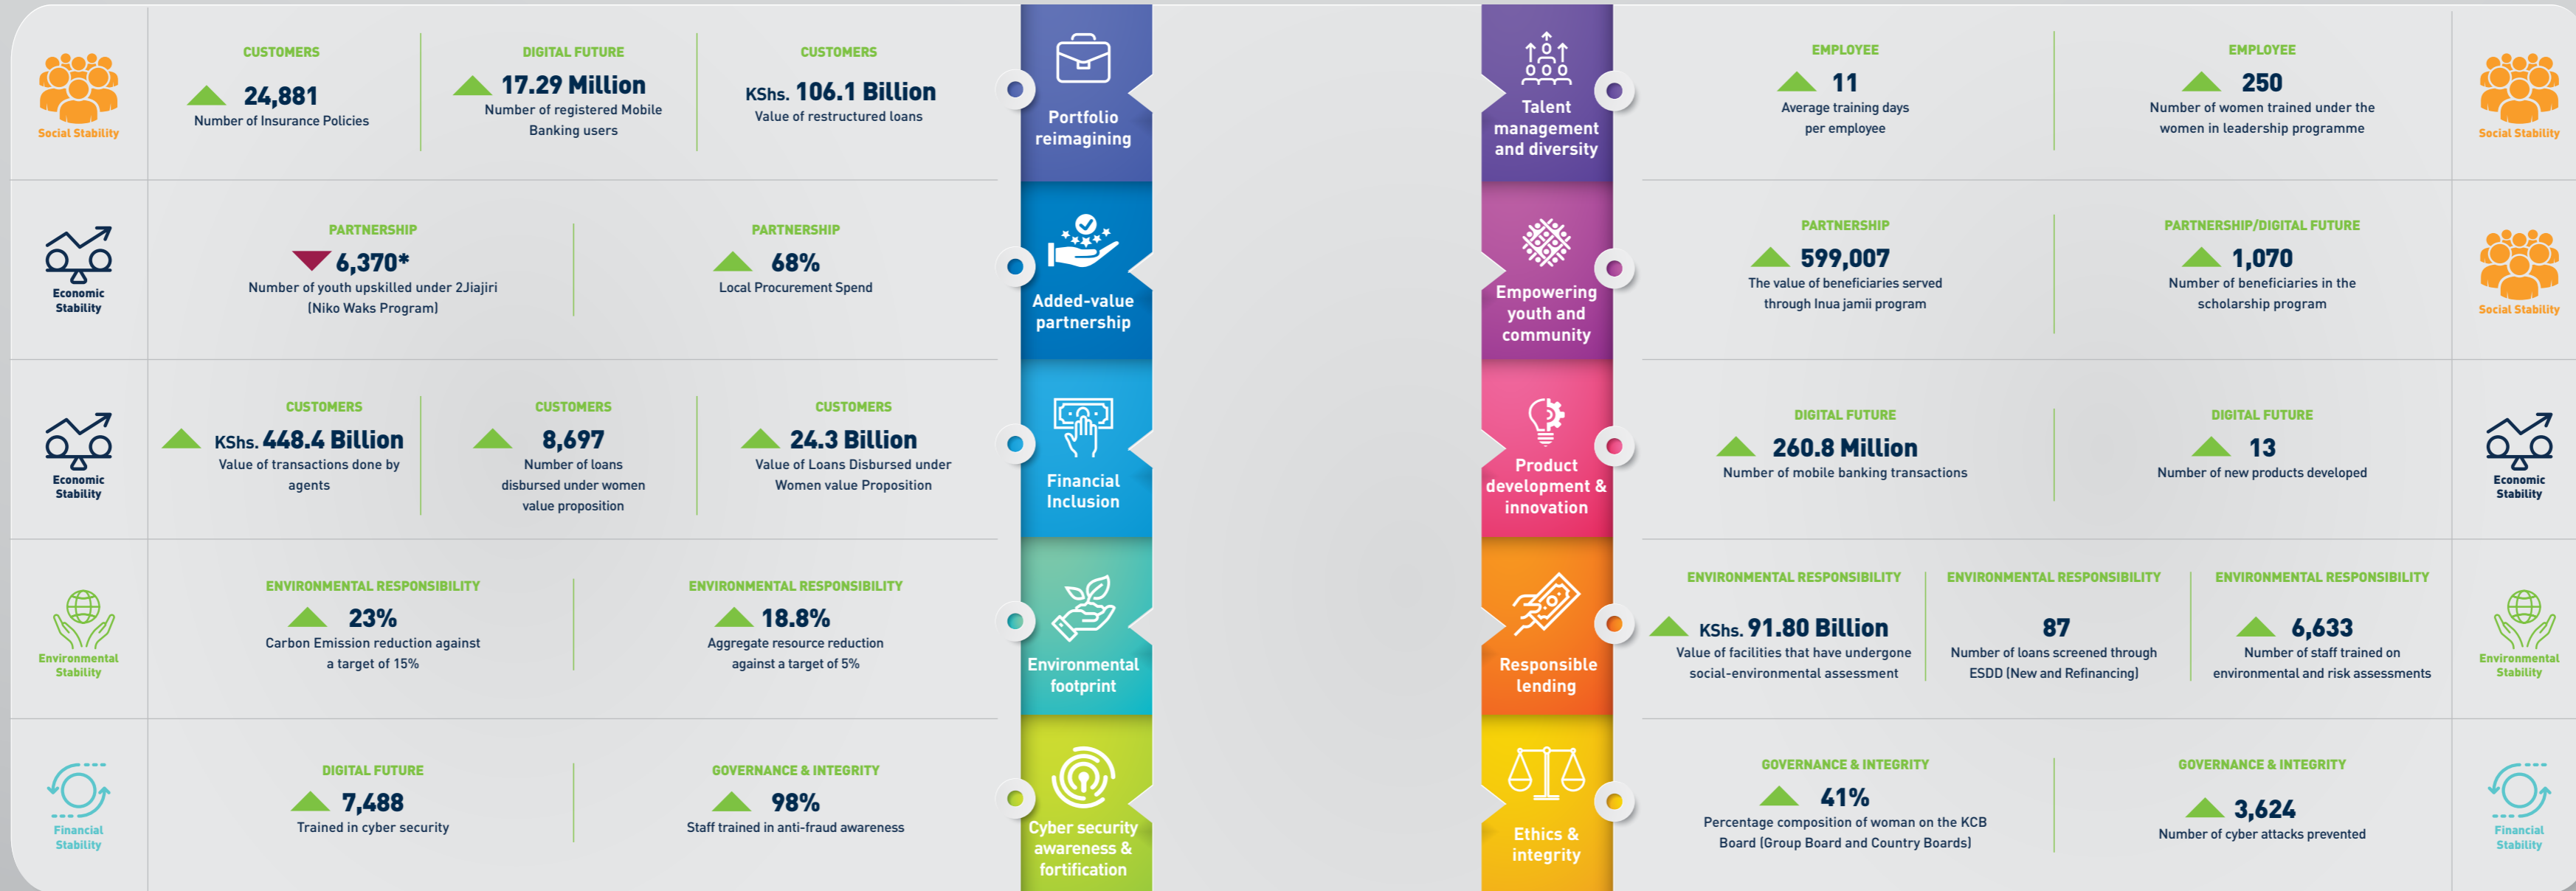 Social Stability
CUSTOMERS
24,881
Number of Insurance Policies
DIGITAL FUTURE
17.29 Million
Number of registered Mobile
Banking users
CUSTOMERS
KShs. 106.1 Billion
Value of restructured loans
Portfolio
reimagining
Talent
management
and diversity
EMPLOYEE
11
Average training days
per employee
EMPLOYEE
250
Number of women trained under the
women in leadership programme
Social Stability
Economic
Stability
PARTNERSHIP
6,370*
Number of youth upskilled under 2Jiajiri
(Niko Waks Program)
PARTNERSHIP
68%
Local Procurement Spend
Added-value
partnership
Empowering
youth and
community
PARTNERSHIP
599,007
The value of beneficiaries served
through Inua jamii program
PARTNERSHIP/DIGITAL FUTURE
1,070
Number of beneficiaries in the
scholarship program
Social Stability
Economic
Stability
CUSTOMERS
KShs. 448.4 Billion
Value of transactions done by
agents
CUSTOMERS
8,697
Number of loans
disbursed under women
value proposition
CUSTOMERS
24.3 Billion
Value of Loans Disbursed under
Women value Proposition
Financial
Inclusion
Product
development &
innovation
DIGITAL FUTURE
260.8 Million
Number of mobile banking transactions
DIGITAL FUTURE
13
Number of new products developed
Economic
Stability
Environmental
Stability
ENVIRONMENTAL RESPONSIBILITY
23%
Carbon Emission reduction against
a target of 15%
ENVIRONMENTAL RESPONSIBILITY
18.8%
Aggregate resource reduction
against a target of 5%
Environmental
footprint
Responsible
lending
ENVIRONMENTAL RESPONSIBILITY
KShs. 91.80 Billion
Value of facilities that have undergone
social-environmental assessment
ENVIRONMENTAL RESPONSIBILITY
87
Number of loans screened through
ESDD (New and Refinancing)
ENVIRONMENTAL RESPONSIBILITY
6,633
Number of staff trained on
environmental and risk assessments
Environmental
Stability
Financial
Stability
DIGITAL FUTURE
7,488
Trained in cyber security
GOVERNANCE & INTEGRITY
98%
Staff trained in anti-fraud awareness
Cyber security
awareness &
fortification
Ethics &
integrity
GOVERNANCE & INTEGRITY
41%
Percentage composition of woman on the KCB
Board (Group Board and Country Boards)
GOVERNANCE & INTEGRITY
3,624
Number of cyber attacks prevented
Financial
Stability